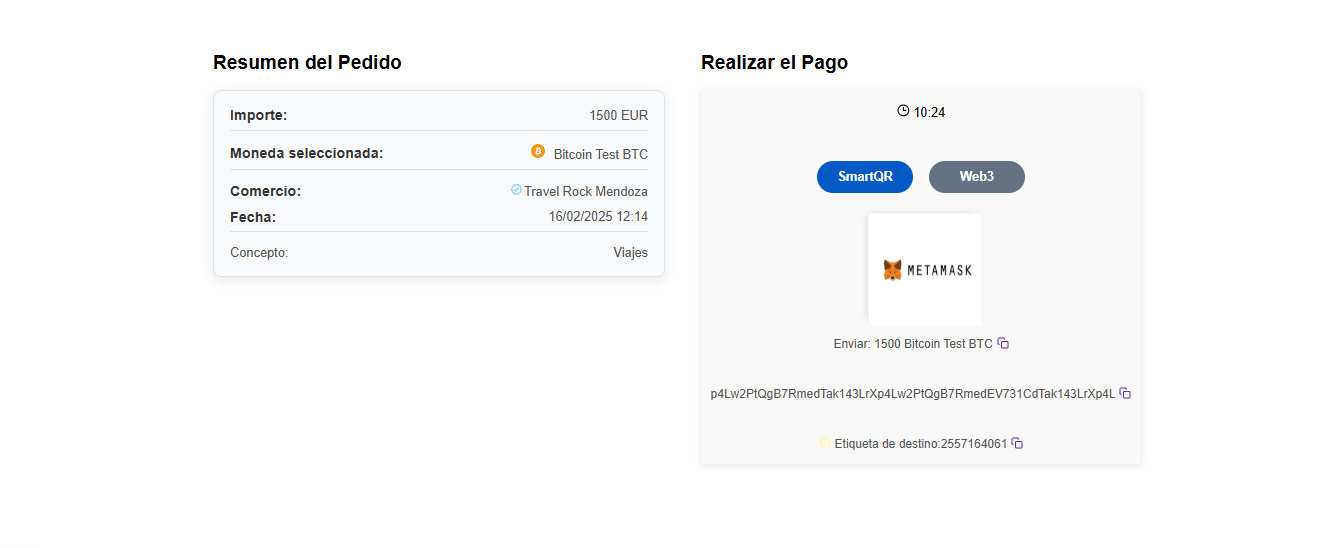 Resumen del Pedido
Importe: 1500 EUR
Moneda seleccionada: Bitcoin Test BTC
Comercio: Travel Rock Mendoza
Fecha: 16/02/2025 12:14
Concepto: Viajes
Realizar el Pago
10:24
SmartQR Web3
METAMASK
Enviar: 1500 Bitcoin Test BTC
p4Lw2PtQgB7RmedTak143LrXp4Lw2PtQgB7RmedEV731CdTak143LrXp4L
Etiqueta de destino:2557164061